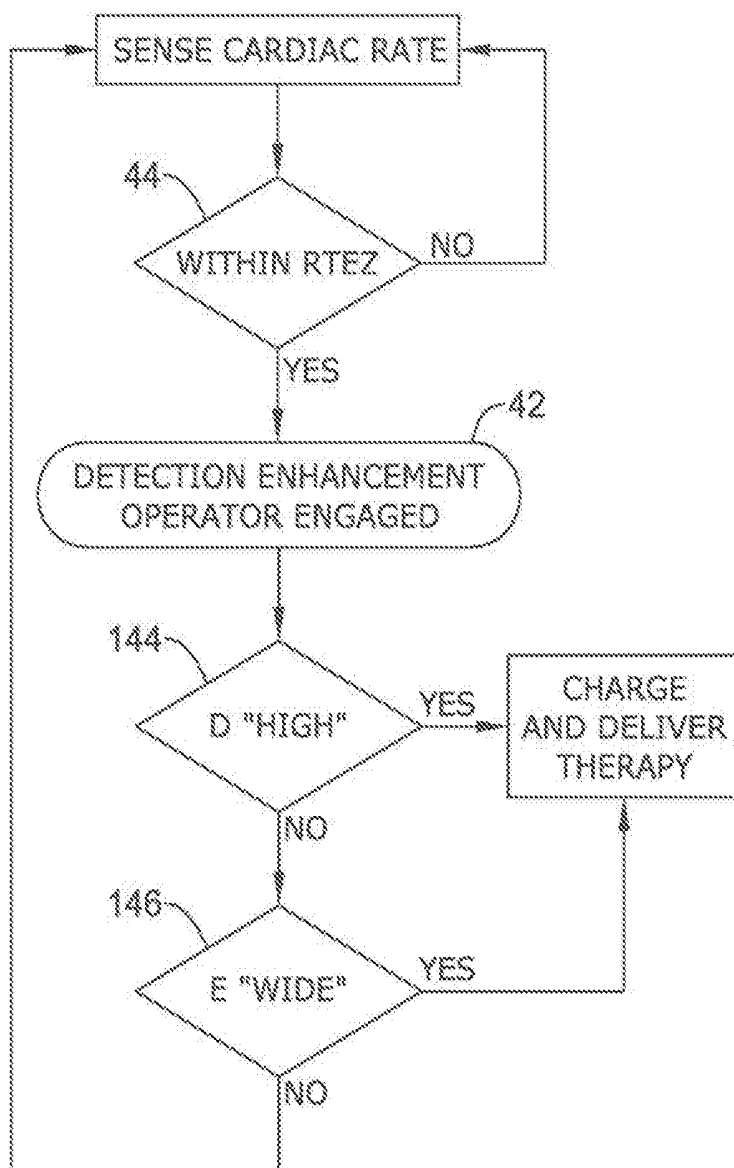 SENSE CARDIAC RATE
44
WITHIN RTEZ
NO
YES
42
DETECTION ENHANCEMENT
OPERATOR ENGAGED
144
D "HIGH"
YES
CHARGE
AND DELIVER
THERAPY
NO
146
E "WIDE"
YES
NO